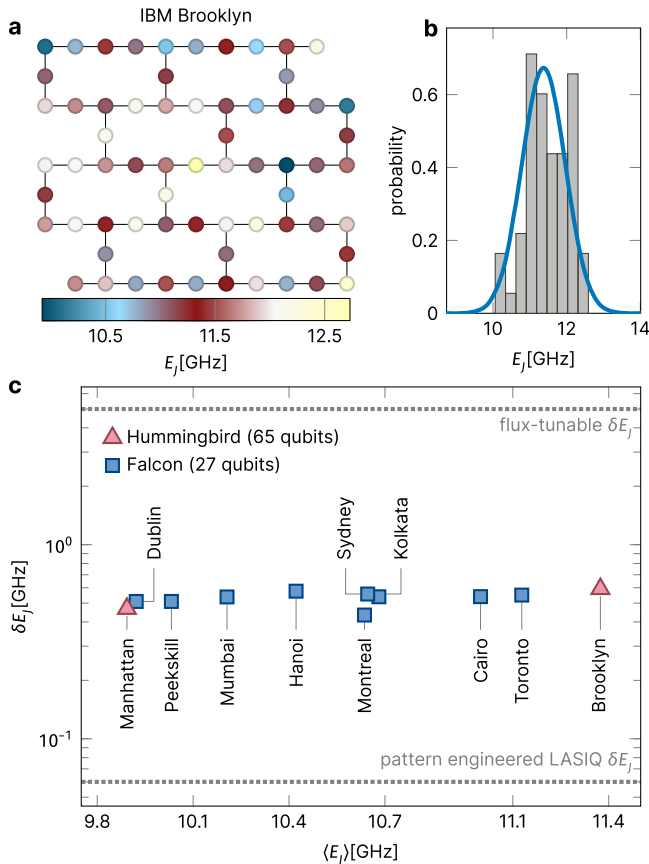 a
IBM Brooklyn
10.5 11.5 12.5
E_J[GHz]
b
probability
0.6
0.4
0.2
0
10 12 14
E_J[GHz]
c
flux-tunable δE_J
Hummingbird (65 qubits)
Falcon (27 qubits)
δE_J[GHz]
10⁰
10⁻¹
Dublin
Sydney
Kolkata
Manhattan
Peekskill
Mumbai
Hanoi
Montreal
Cairo
Toronto
Brooklyn
pattern engineered LASIQ δE_J
9.8 10.1 10.4 10.7 11.1 11.4
⟨E_J⟩[GHz]